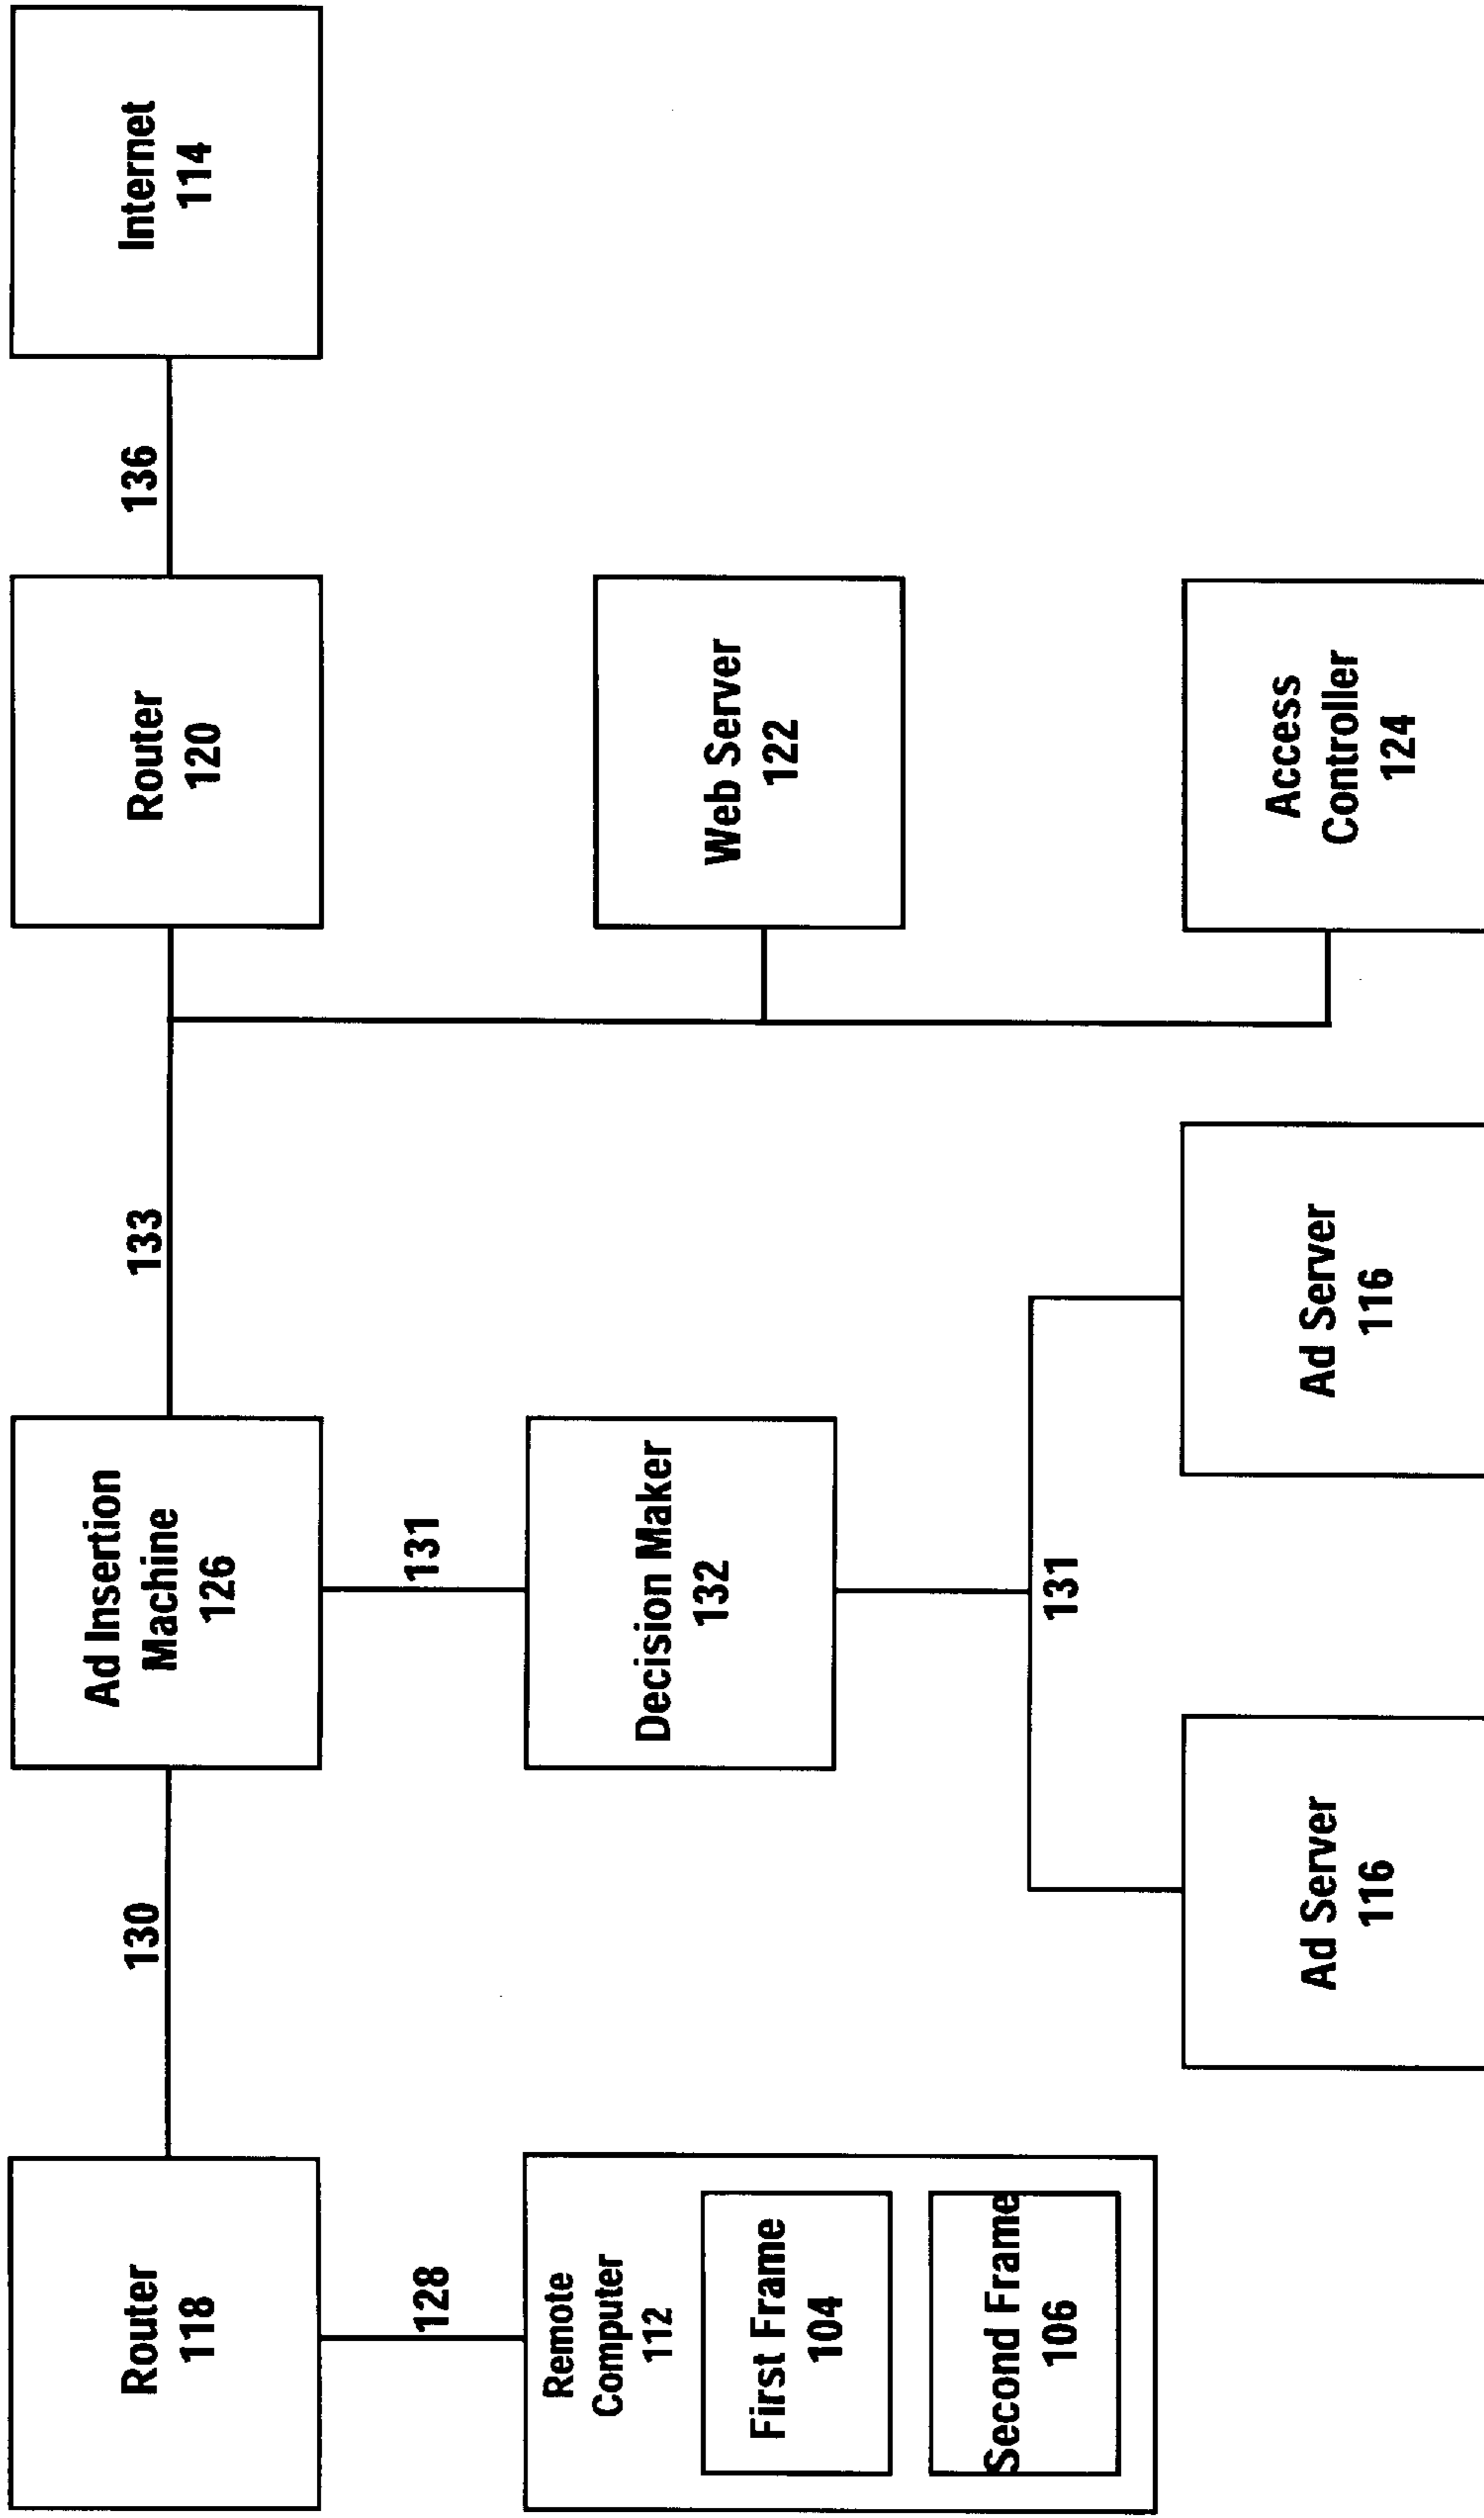 Router
118
130
Ad Insertion
Machine
126
133
Router
120
136
Internet
114
128
131
Remote
Computer
112
First Frame
104
Second Frame
106
Decision Maker
132
Web Server
122
131
Ad Server
116
Ad Server
116
Access
Controller
124